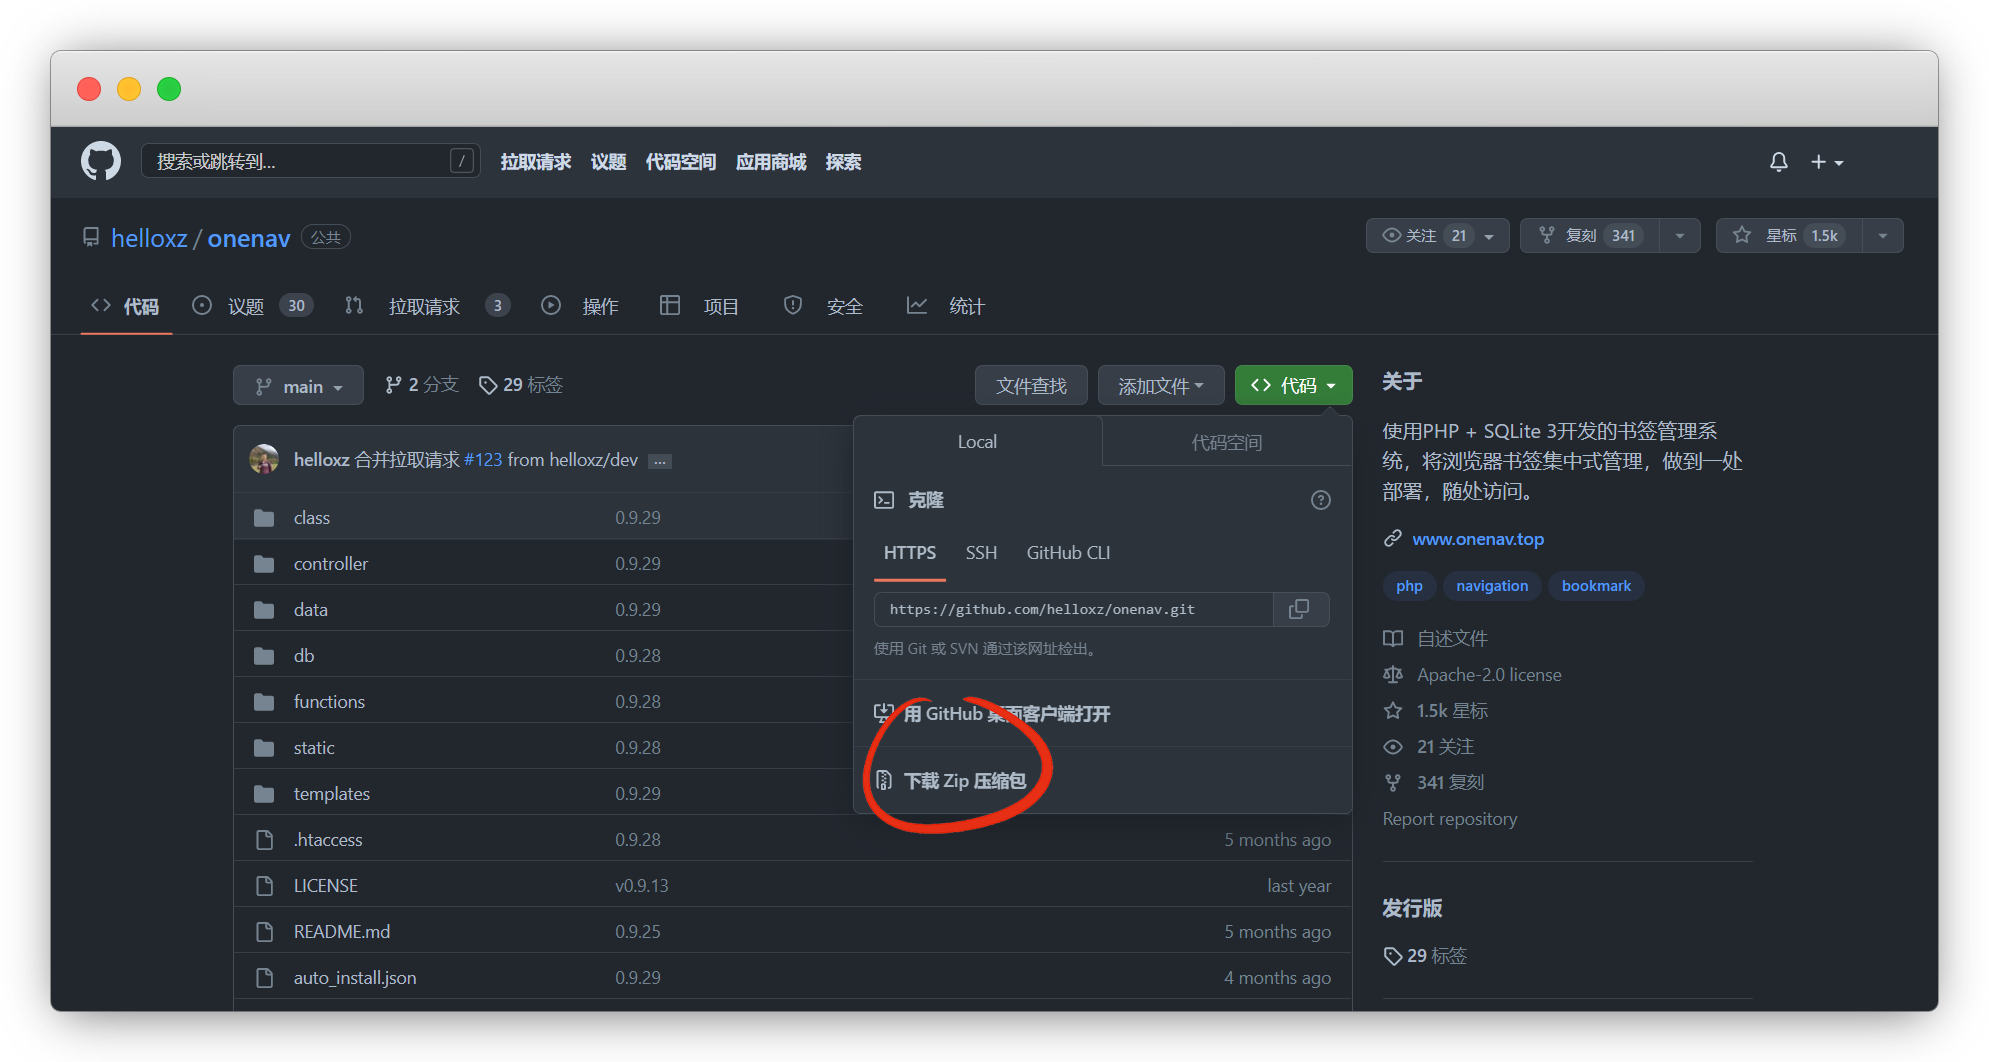 搜索或跳转到... / 拉取请求 议题 代码空间 应用商城 探索
helloxz / onenav 公共 关注 21 复刻 341 星标 1.5k
代码 议题 30 拉取请求 3 操作 项目 安全 统计
main 2 分支 29 标签 文件查找 添加文件 代码
helloxz 合并拉取请求 #123 from helloxz/dev ...
class 0.9.29
controller 0.9.29
data 0.9.29
db 0.9.28
functions 0.9.28
static 0.9.28
templates 0.9.29
.htaccess 0.9.28 5 months ago
LICENSE v0.9.13 last year
README.md 0.9.25 5 months ago
auto_install.json 0.9.29 4 months ago
Local 代码空间
克隆
HTTPS SSH GitHub CLI
https://github.com/helloxz/onenav.git
使用 Git 或 SVN 通过该网址检出。
用 GitHub 桌面客户端打开
下载 Zip 压缩包
关于
使用PHP + SQLite 3开发的书签管理系
统，将浏览器书签集中式管理，做到一处
部署，随处访问。
www.onenav.top
php navigation bookmark
自述文件
Apache-2.0 license
1.5k 星标
21 关注
341 复刻
Report repository
发行版
29 标签